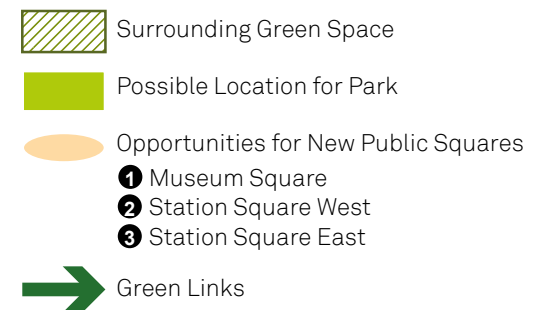 Surrounding Green Space
Possible Location for Park
Opportunities for New Public Squares
1 Museum Square
2 Station Square West
3 Station Square East
Green Links